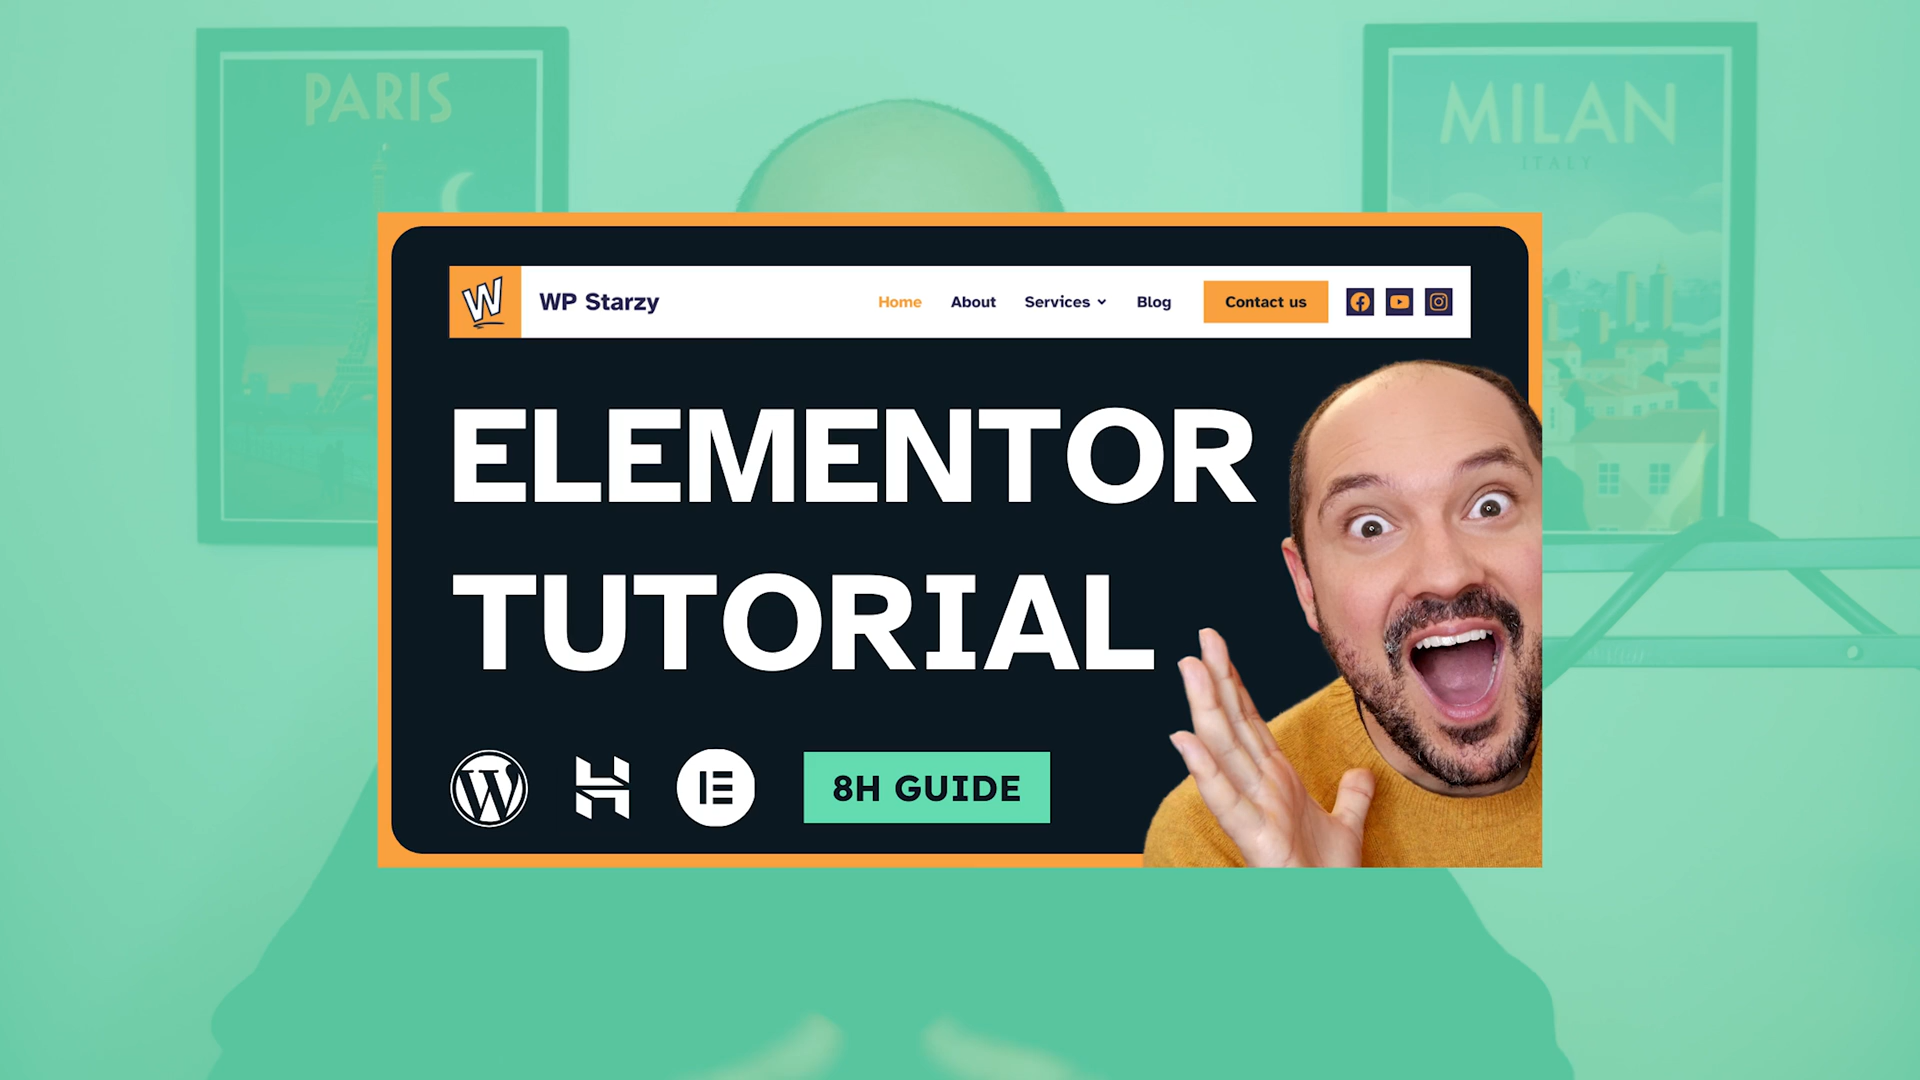 PARIS
MILAN
ITALY
W
WP Starzy
Home About Services Blog Contact us
ELEMENTOR
TUTORIAL
8H GUIDE